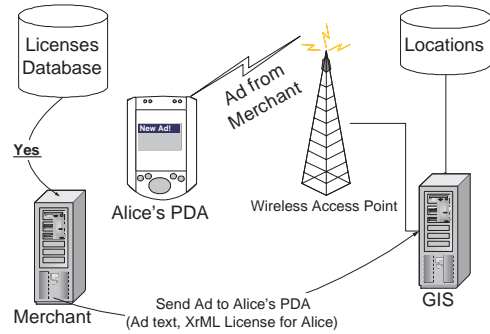 Licenses
Database
Locations
Ad from
Merchant
New Ad!
Yes
Alice's PDA
Wireless Access Point
Merchant
GIS
Send Ad to Alice's PDA
(Ad text, XrML License for Alice)